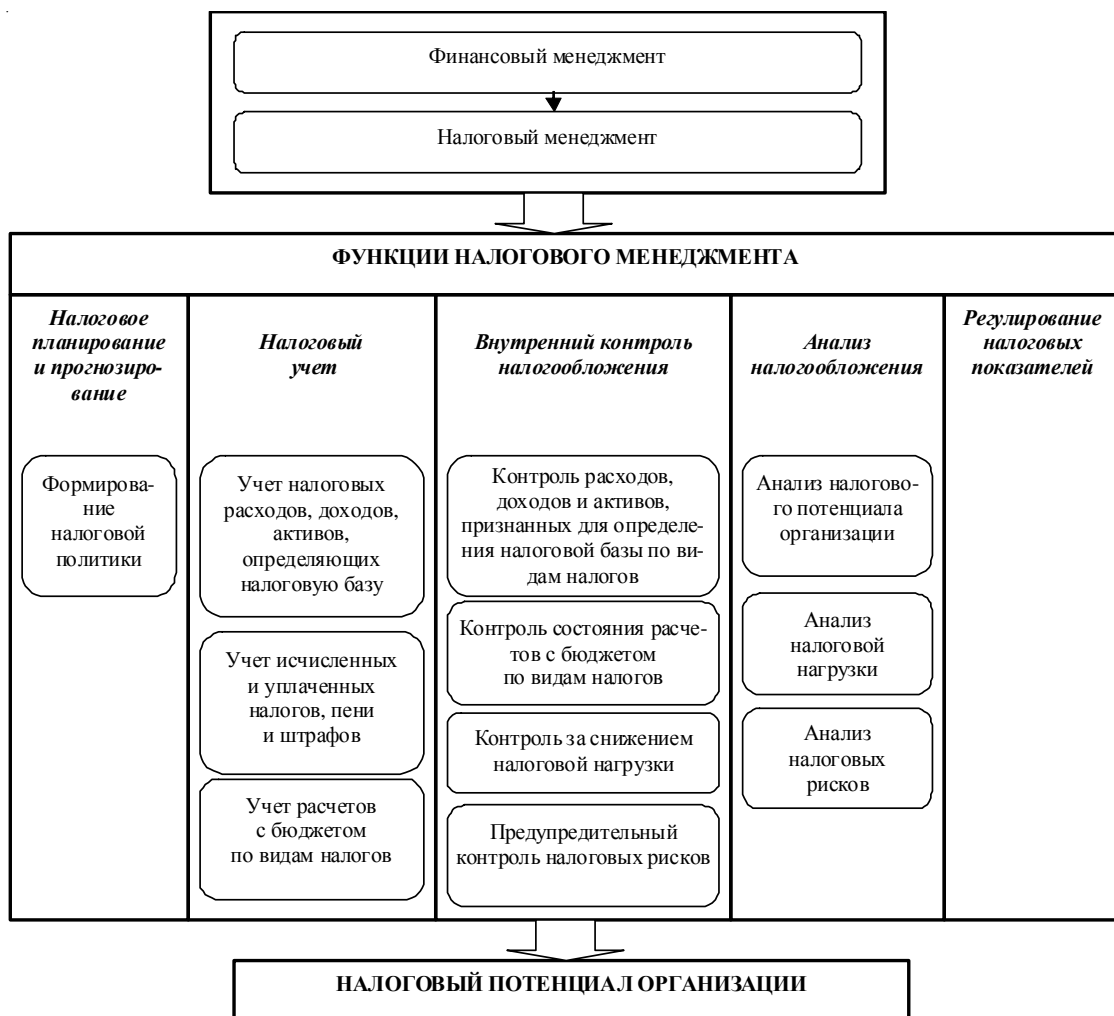 Финансовый менеджмент
Налоговый менеджмент
ФУНКЦИИ НАЛОГОВОГО МЕНЕДЖМЕНТА
Налоговое
планирование
и прогнозиро-
вание
Налоговый
учет
Внутренний контроль
налогообложения
Анализ
налогообложения
Регулирование
налоговых
показателей
Формирова-
ние
налоговой
политики
Учет налоговых
расходов, доходов,
активов,
определяющих
налоговую базу
Учет исчисленных
и уплаченных
налогов, пени
и штрафов
Учет расчетов
с бюджетом
по видам налогов
Контроль расходов,
доходов и активов,
признанных для определе-
ния налоговой базы по ви-
дам налогов
Контроль состояния расче-
тов с бюджетом
по видам налогов
Контроль за снижением
налоговой нагрузки
Предупредительный
контроль налоговых рисков
Анализ налогово-
го потенциала
организации
Анализ
налоговой
нагрузки
Анализ
налоговых
рисков
НАЛОГОВЫЙ ПОТЕНЦИАЛ ОРГАНИЗАЦИИ